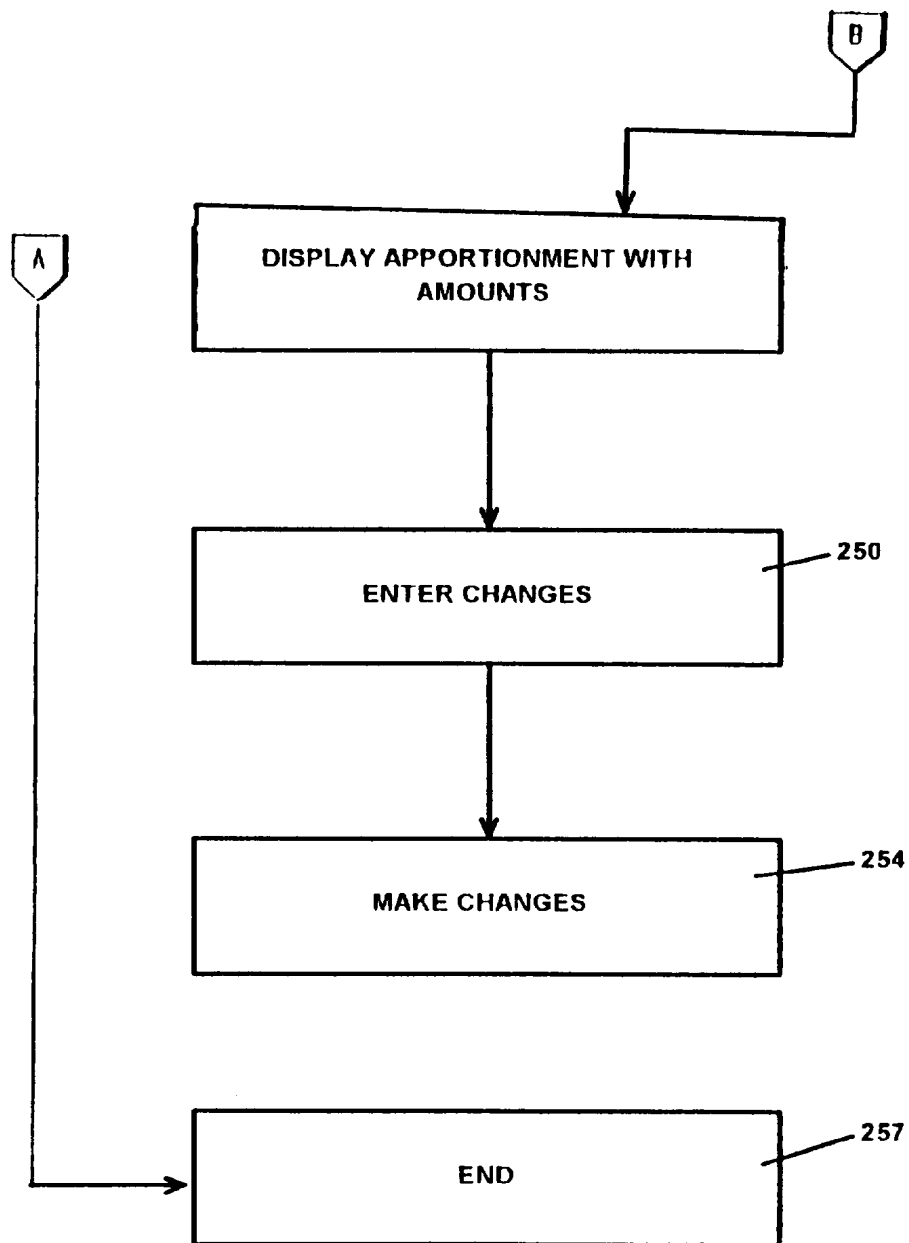 B
A
DISPLAY APPORTIONMENT WITH
AMOUNTS
250
ENTER CHANGES
254
MAKE CHANGES
257
END